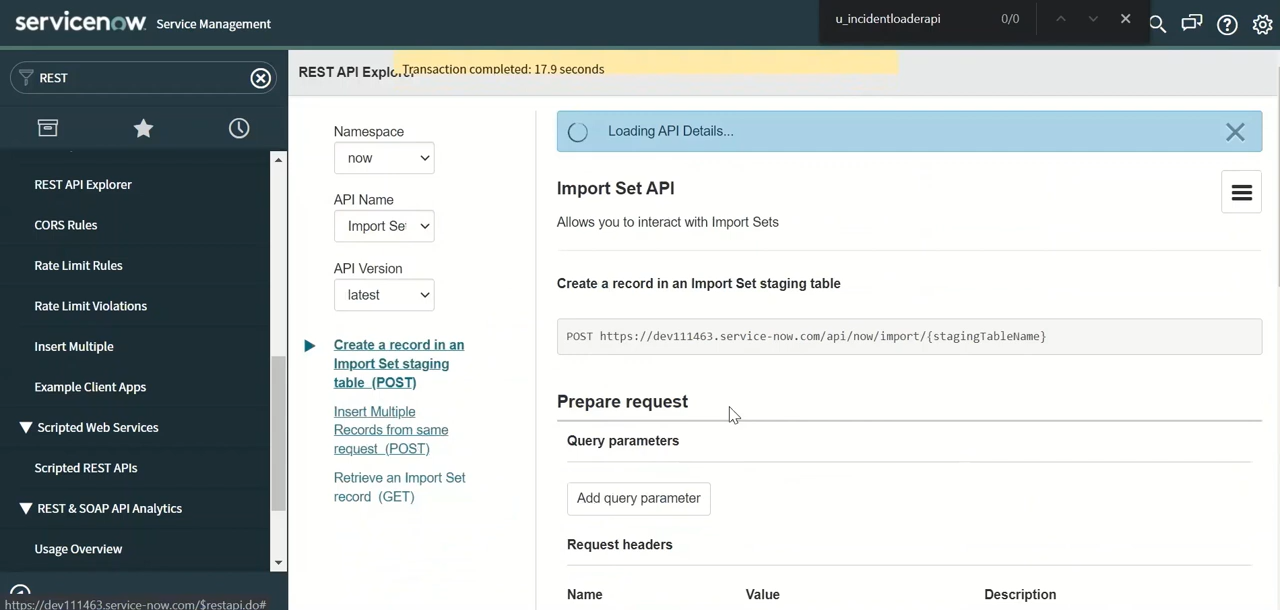 servicenow. Service Management
u_incidentloaderapi
0/0
REST
REST API Explorer
Transaction completed: 17.9 seconds
REST API Explorer
CORS Rules
Rate Limit Rules
Rate Limit Violations
Insert Multiple
Example Client Apps
Scripted Web Services
Scripted REST APIs
REST & SOAP API Analytics
Usage Overview
https://dev111463.service-now.com/$restapi.do#
Namespace
now
API Name
Import Se
API Version
latest
Create a record in an
Import Set staging
table (POST)
Insert Multiple
Records from same
request (POST)
Retrieve an Import Set
record (GET)
Loading API Details...
Import Set API
Allows you to interact with Import Sets
Create a record in an Import Set staging table
POST https://dev111463.service-now.com/api/now/import/{stagingTableName}
Prepare request
Query parameters
Add query parameter
Request headers
Name Value Description